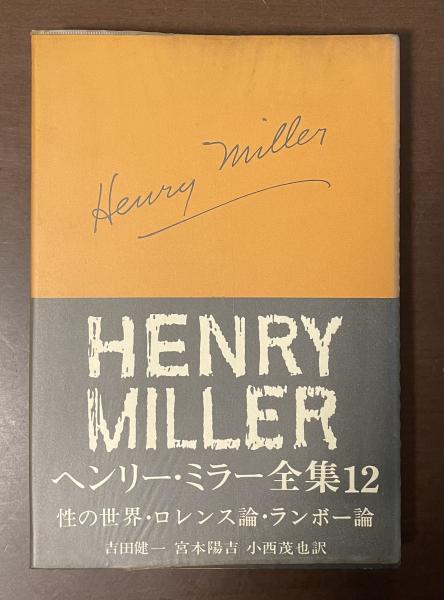 Henry Miller
HENRY
MILLER
ヘンリー・ミラー全集12
性の世界・ロレンス論・ランボー論
吉田健一 宮本陽吉 小西茂也訳